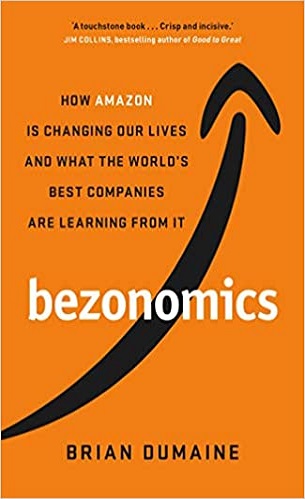 'A touchstone book . . . Crisp and incisive.'
JIM COLLINS, bestselling author of Good to Great
HOW AMAZON
IS CHANGING OUR LIVES
AND WHAT THE WORLD'S
BEST COMPANIES
ARE LEARNING FROM IT
bezonomics
BRIAN DUMAINE